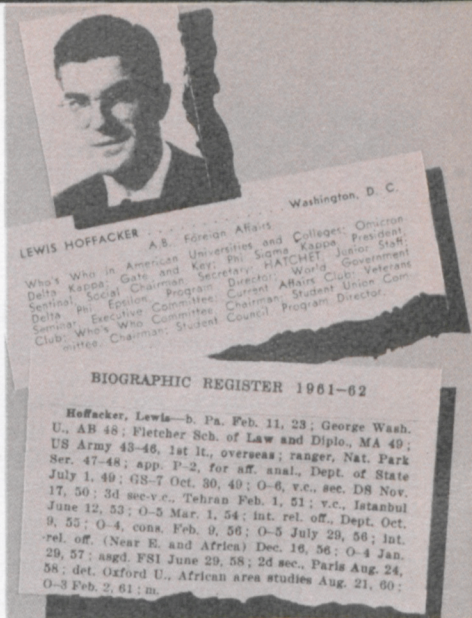 LEWIS HOFFACKER . . . . . . . . . . Washington, D. C.
A.B. Foreign Affairs
Who's Who in American Universities and Colleges; Omicron
Delta Kappa; Gate and Key; Phi Sigma Kappa, President,
Sentinal, Social Chairman, Secretary; HATCHET, Junior Staff;
Delta Phi Epsilon, Program Director; World Government
Seminar, Executive Committee; Current Affairs Club; Veterans
Club; Who's Who Committee, Chairman; Student Union Com-
mittee, Chairman; Student Council Program Director.
BIOGRAPHIC REGISTER 1961–62
Hoffacker, Lewis—b. Pa. Feb. 11, 23; George Wash.
U., AB 48; Fletcher Sch. of Law and Diplo., MA 49;
US Army 43–46, 1st lt., overseas; ranger, Nat. Park
Ser. 47–48; app. P–2, for aff. anal., Dept. of State
July 1, 49; GS–7 Oct. 30, 49; O–6, v.c., sec. DS Nov.
17, 50; 3d sec-v.c., Tehran Feb. 1, 51; v.c., Istanbul
June 12, 53; O–5 Mar. 1, 54; int. rel. off., Dept. Oct.
9, 55; O–4, cons. Feb. 9, 56; O–5 July 29, 56; int.
rel. off. (Near E. and Africa) Dec. 16, 56; O–4 Jan.
29, 57; assgd. FSI June 29, 58; 2d sec., Paris Aug. 24,
58; det. Oxford U., African area studies Aug. 21, 60;
O–3 Feb. 2, 61; m.